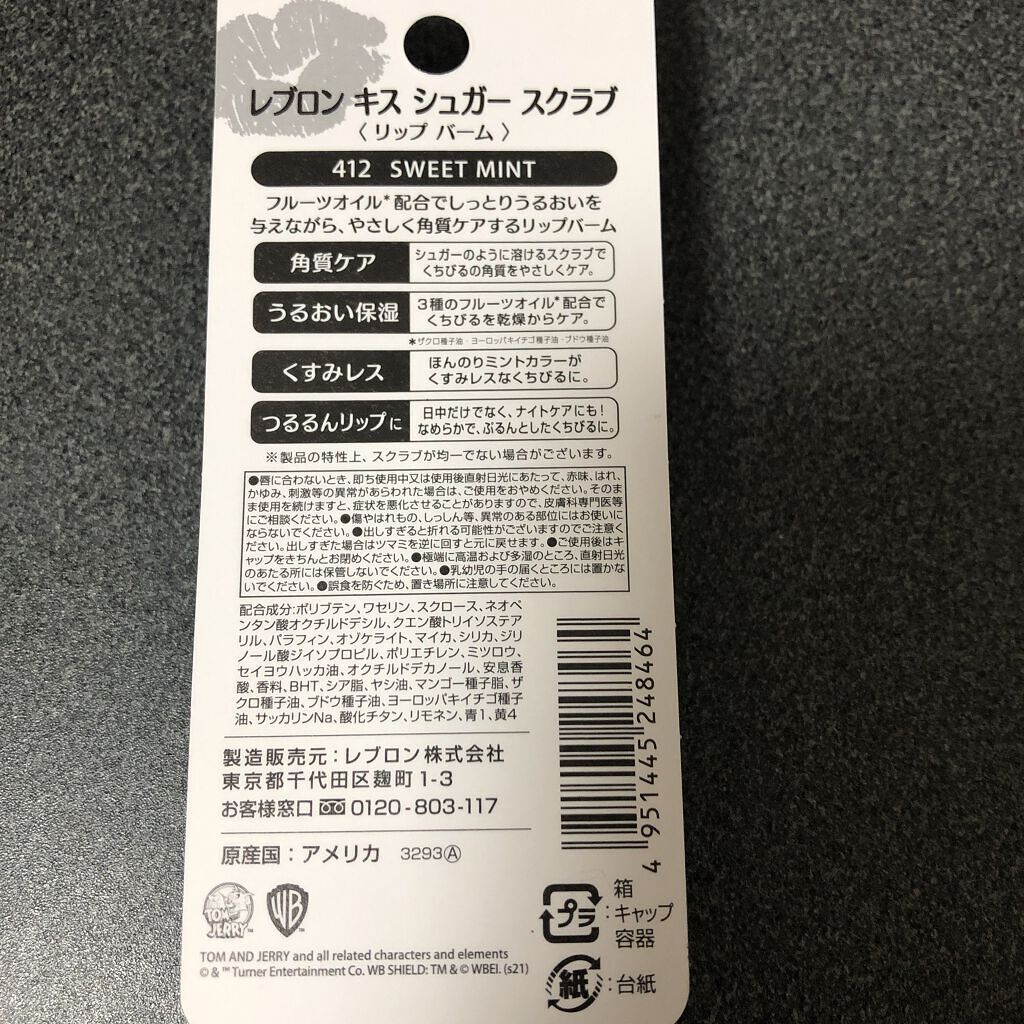 レブロン キス シュガー スクラブ
〈 リップ バーム 〉
412 SWEET MINT
フルーツオイル*配合でしっとりうるおいを
与えながら、やさしく角質ケアするリップバーム
角質ケア
シュガーのように溶けるスクラブで
くちびるの角質をやさしくケア。
うるおい保湿
3種のフルーツオイル*配合で
くちびるを乾燥からケア。
*ザクロ種子油・ヨーロッパキイチゴ種子油・ブドウ種子油
くすみレス
ほんのりミントカラーが
くすみレスなくちびるに。
つるるんリップに
日中だけでなく、ナイトケアにも!
なめらかで、ぷるんとしたくちびるに。
※製品の特性上、スクラブが均一でない場合がございます。
●唇に合わないとき、即ち使用中又は使用後直射日光にあたって、赤味、はれ、
かゆみ、刺激等の異常があらわれた場合は、ご使用をおやめください。そのま
ま使用を続けますと、症状を悪化させることがありますので、皮膚科専門医等
にご相談ください。●傷やはれもの、しっしん等、異常のある部位にはお使いに
ならないでください。●出しすぎると折れる可能性がございますのでご注意く
ださい。出しすぎた場合はツマミを逆に回すと元に戻せます。●ご使用後はキ
ャップをきちんとお閉めください。●極端に高温および多湿のところ、直射日光
のあたる所には保管しないでください。●乳幼児の手の届くところには置かな
いでください。●誤食を防ぐため、置き場所に注意してください。
配合成分:ポリブテン、ワセリン、スクロース、ネオペ
ンタン酸オクチルドデシル、クエン酸トリイソステア
リル、パラフィン、オゾケライト、マイカ、シリカ、ジリ
ノール酸ジイソプロピル、ポリエチレン、ミツロウ、
セイヨウハッカ油、オクチルドデカノール、安息香
酸、香料、BHT、シア脂、ヤシ油、マンゴー種子脂、ザ
クロ種子油、ブドウ種子油、ヨーロッパキイチゴ種子
油、サッカリンNa、酸化チタン、リモネン、青1、黄4
製造販売元:レブロン株式会社
東京都千代田区麹町1-3
お客様窓口 0120-803-117
原産国:アメリカ 3293Ⓐ
4951445248464
プラ
:
箱
キャップ
容器
紙
:台紙
TOM AND JERRY™
WB™
TOM AND JERRY and all related characters and elements
© & ™ Turner Entertainment Co. WB SHIELD: TM & © WBEI. (s21)